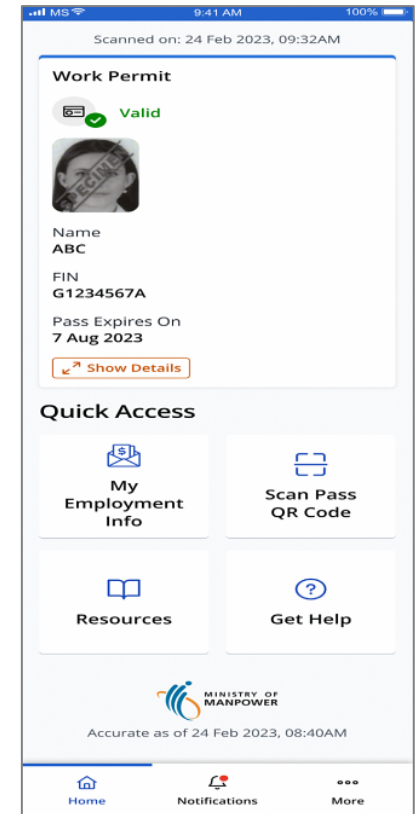 MS 9:41 AM 100%
Scanned on: 24 Feb 2023, 09:32AM
Work Permit
Valid
SPECIMEN
Name
ABC
FIN
G1234567A
Pass Expires On
7 Aug 2023
Show Details
Quick Access
My
Employment
Info
Scan Pass
QR Code
Resources
Get Help
MINISTRY OF
MANPOWER
Accurate as of 24 Feb 2023, 08:40AM
Home Notifications More